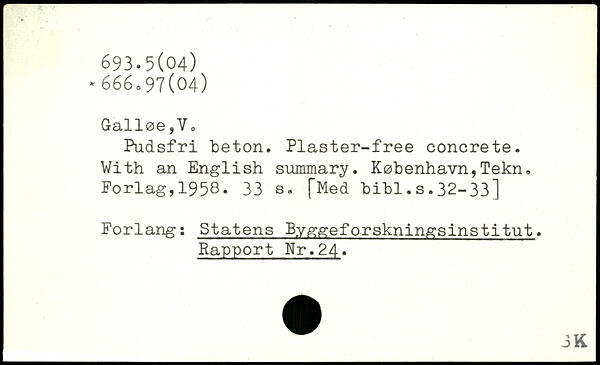 693.5(04)
*666.97(04)
Galløe,V.
Pudsfri beton. Plaster-free concrete.
With an English summary. København,Tekn.
Forlag,1958. 33 s. [Med bibl.s.32-33]
Forlang: Statens Byggeforskningsinstitut.
Rapport Nr.24.